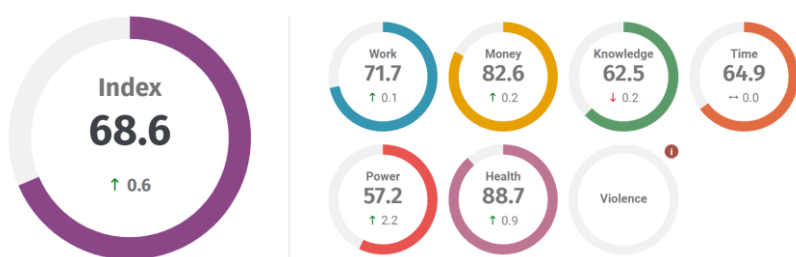 Index
68.6
↑ 0.6
Work
71.7
↑ 0.1
Money
82.6
↑ 0.2
Knowledge
62.5
↓ 0.2
Time
64.9
↔ 0.0
Power
57.2
↑ 2.2
Health
88.7
↑ 0.9
Violence
i